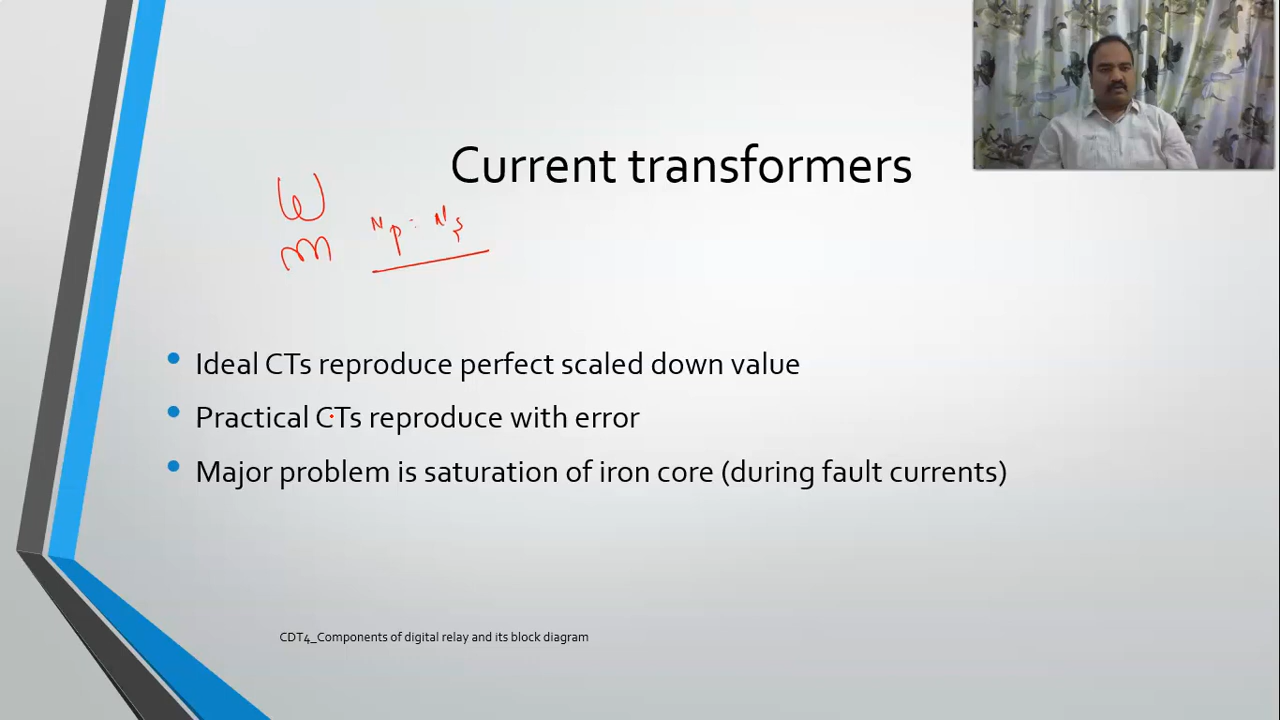 Current transformers
Np : Ns
Ideal CTs reproduce perfect scaled down value
Practical CTs reproduce with error
Major problem is saturation of iron core (during fault currents)
CDT4_Components of digital relay and its block diagram